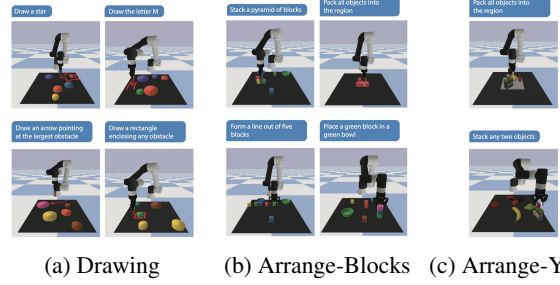 Draw a star
Draw the letter M
Stack a pyramid of blocks
Pack all objects into
the region
Pack all objects into
the region
Draw an arrow pointing
at the largest obstacle
Draw a rectangle
enclosing any obstacle
Form a line out of five
blocks
Place a green block in a
green bowl
Stack any two objects
(a) Drawing
(b) Arrange-Blocks
(c) Arrange-Y